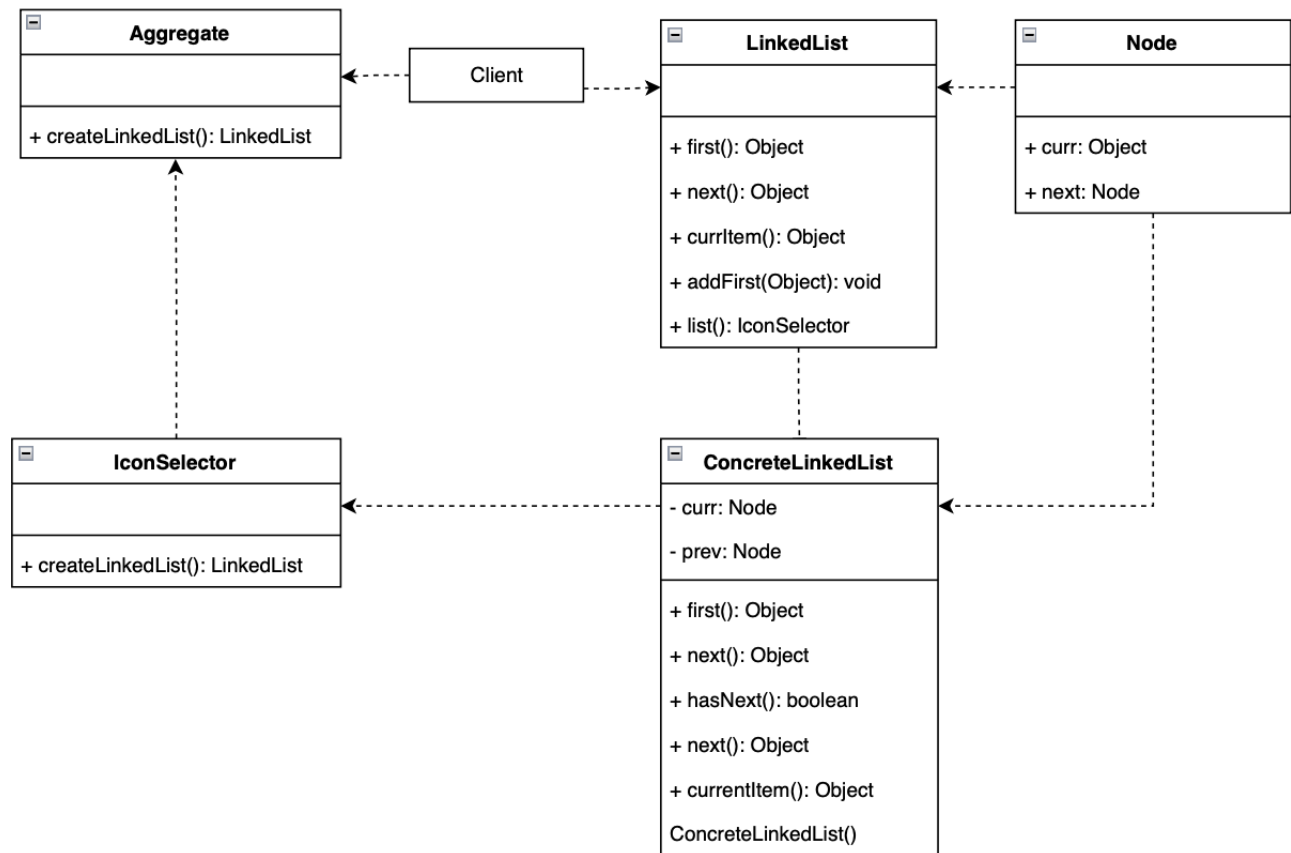 Aggregate
+ createLinkedList(): LinkedList
Client
LinkedList
+ first(): Object
+ next(): Object
+ currItem(): Object
+ addFirst(Object): void
+ list(): IconSelector
Node
+ curr: Object
+ next: Node
IconSelector
+ createLinkedList(): LinkedList
ConcreteLinkedList
- curr: Node
- prev: Node
+ first(): Object
+ next(): Object
+ hasNext(): boolean
+ next(): Object
+ currentItem(): Object
ConcreteLinkedList()